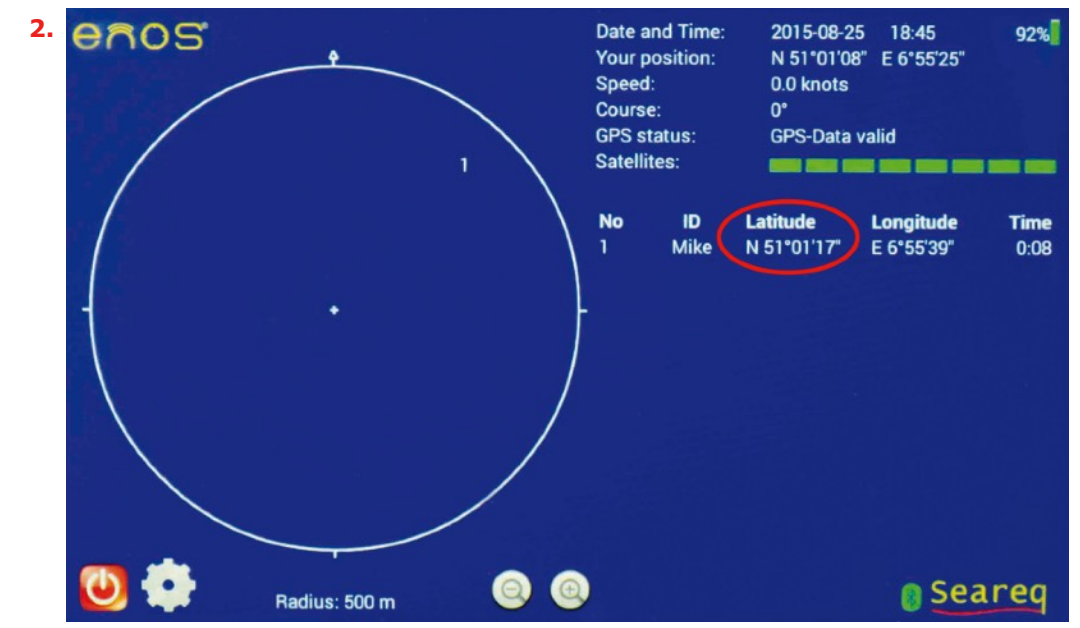 2.
enos®
Date and Time: 2015-08-25 18:45 92%
Your position: N 51°01'08" E 6°55'25"
Speed: 0.0 knots
Course: 0°
GPS status: GPS-Data valid
Satellites:
1
No ID Latitude Longitude Time
1 Mike N 51°01'17" E 6°55'39" 0:08
Radius: 500 m
Seareq